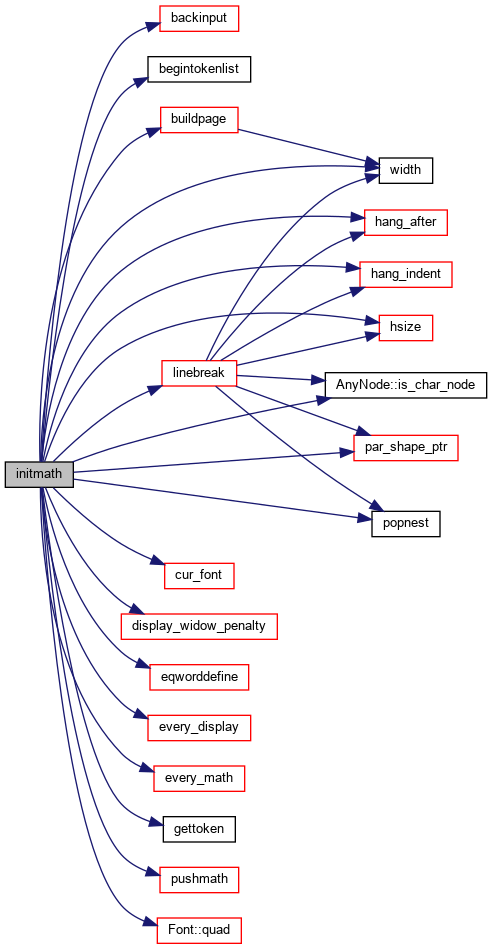 backinput
begintokenlist
buildpage
width
hang_after
hang_indent
hsize
linebreak
AnyNode::is_char_node
par_shape_ptr
initmath
popnest
cur_font
display_widow_penalty
eqworddefine
every_display
every_math
gettoken
pushmath
Font::quad